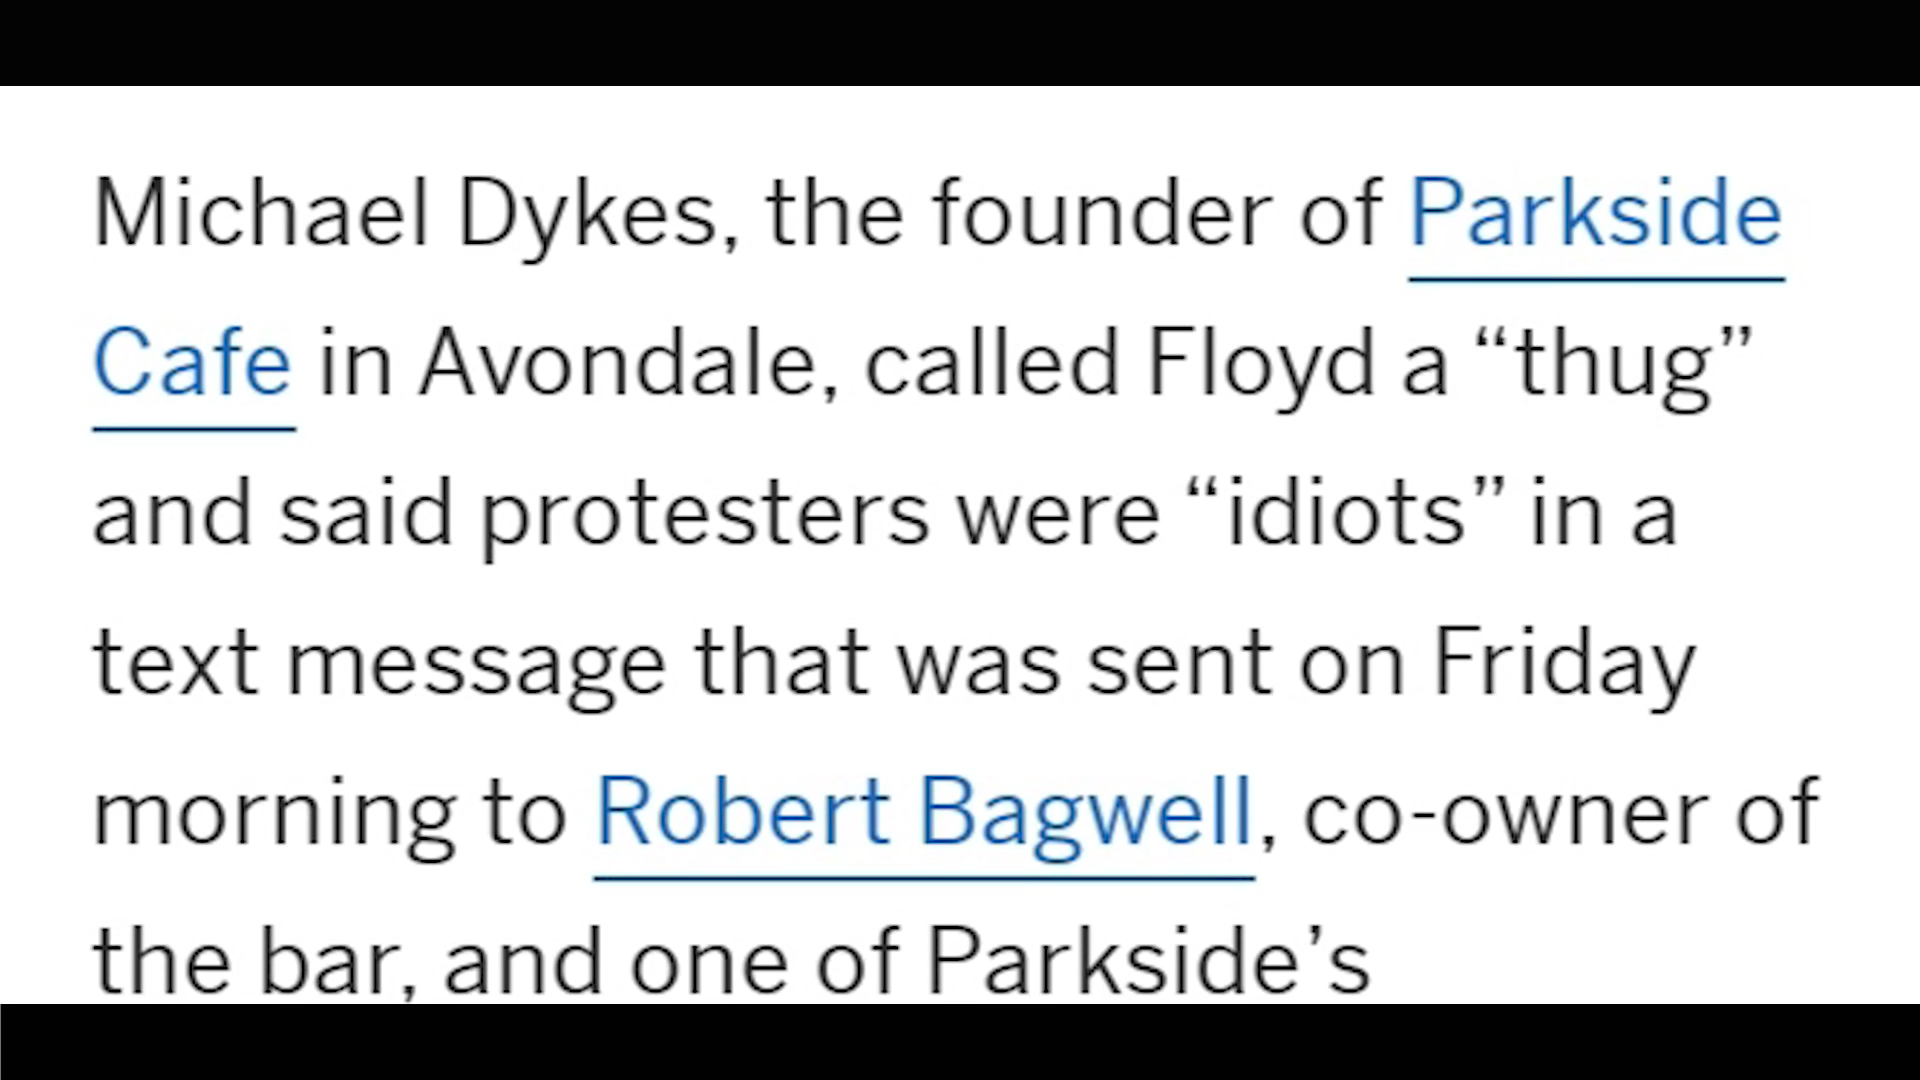 Michael Dykes, the founder of Parkside
Cafe in Avondale, called Floyd a “thug”
and said protesters were “idiots” in a
text message that was sent on Friday
morning to Robert Bagwell, co-owner of
the bar, and one of Parkside’s